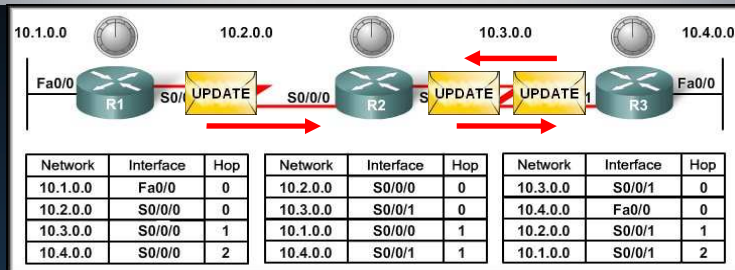 10.1.0.0 10.2.0.0 10.3.0.0 10.4.0.0
Fa0/0 R1 UPDATE S0/0/0 R2 UPDATE UPDATE R3 Fa0/0
Network Interface Hop
10.1.0.0 Fa0/0 0
10.2.0.0 S0/0/0 0
10.3.0.0 S0/0/0 1
10.4.0.0 S0/0/0 2
Network Interface Hop
10.2.0.0 S0/0/0 0
10.3.0.0 S0/0/1 0
10.1.0.0 S0/0/0 1
10.4.0.0 S0/0/1 1
Network Interface Hop
10.3.0.0 S0/0/1 0
10.4.0.0 Fa0/0 0
10.2.0.0 S0/0/1 1
10.1.0.0 S0/0/1 2